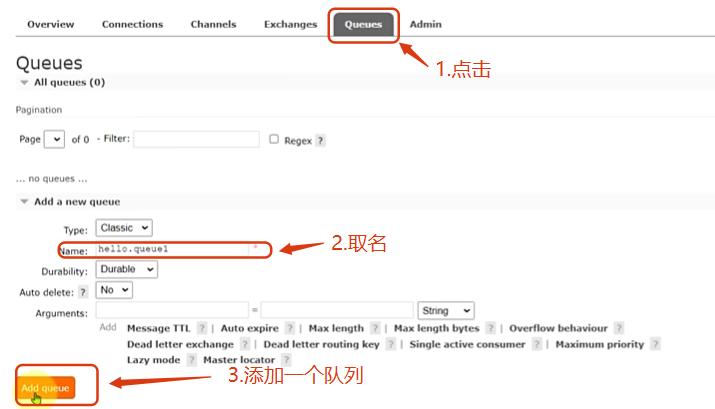 Overview Connections Channels Exchanges Queues Admin
1.点击
Queues
All queues (0)
Pagination
Page of 0 - Filter: Regex ?
... no queues ...
Add a new queue
Type: Classic
Name: hello.queue1 *
2.取名
Durability: Durable
Auto delete: ? No
Arguments: = String
Add Message TTL ? | Auto expire ? | Max length ? | Max length bytes ? | Overflow behaviour ?
Dead letter exchange ? | Dead letter routing key ? | Single active consumer ? | Maximum priority ?
Lazy mode ? Master locator ?
Add queue
3.添加一个队列